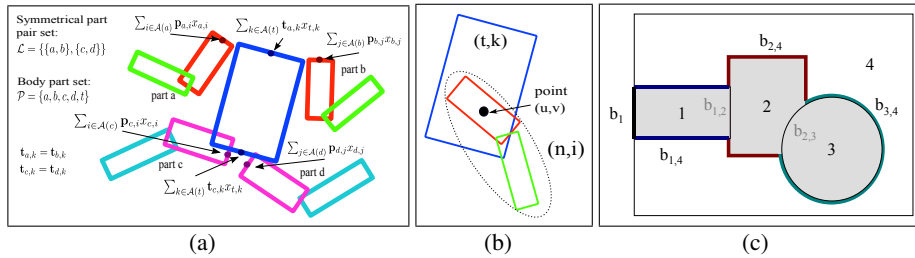 Symmetrical part
pair set:
ℒ = {{a, b}, {c, d}}
Body part set:
𝒫 = {a, b, c, d, t}
t_{a,k} = t_{b,k}
t_{c,k} = t_{d,k}
∑_{i∈𝒜(a)} p_{a,i}x_{a,i}
∑_{k∈𝒜(t)} t_{a,k}x_{t,k}
∑_{j∈𝒜(b)} p_{b,j}x_{b,j}
part a
part b
∑_{i∈𝒜(c)} p_{c,i}x_{c,i}
∑_{j∈𝒜(d)} p_{d,j}x_{d,j}
part c
part d
∑_{k∈𝒜(t)} t_{c,k}x_{t,k}
(a)
(t,k)
point
(u,v)
(n,i)
(b)
b_{2,4}
4
b_1
1
b_{1,2}
2
b_{3,4}
b_{2,3}
3
b_{1,4}
(c)